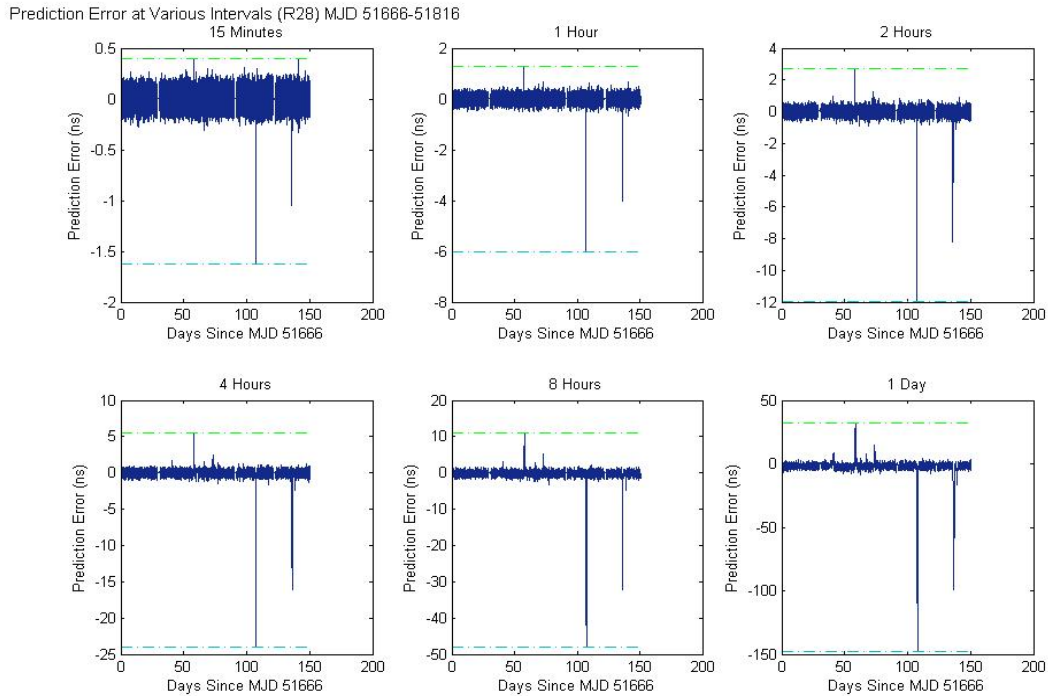 Prediction Error at Various Intervals (R28) MJD 51666-51816
15 Minutes
0.5
0
-0.5
-1
-1.5
-2
Prediction Error (ns)
0 50 100 150 200
Days Since MJD 51666
1 Hour
2
0
-2
-4
-6
-8
Prediction Error (ns)
0 50 100 150 200
Days Since MJD 51666
2 Hours
4
2
0
-2
-4
-6
-8
-10
-12
Prediction Error (ns)
0 50 100 150 200
Days Since MJD 51666
4 Hours
10
5
0
-5
-10
-15
-20
-25
Prediction Error (ns)
0 50 100 150 200
Days Since MJD 51666
8 Hours
20
10
0
-10
-20
-30
-40
-50
Prediction Error (ns)
0 50 100 150 200
Days Since MJD 51666
1 Day
50
0
-50
-100
-150
Prediction Error (ns)
0 50 100 150 200
Days Since MJD 51666